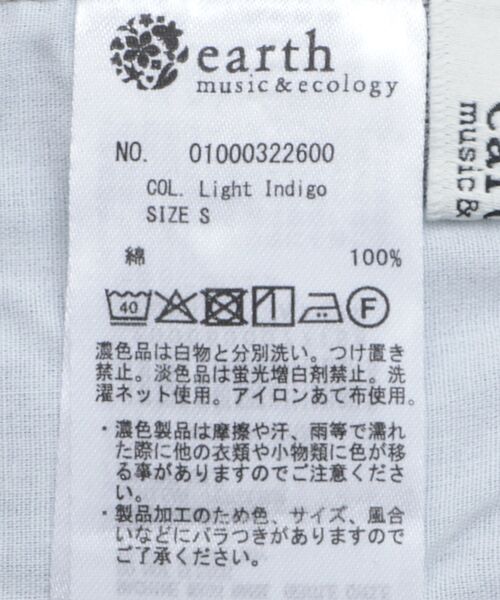 earth
music & ecology
NO. 01000322600
COL. Light Indigo
SIZE S
綿 100%
40 F
濃色品は白物と分別洗い。つけ置き
禁止。淡色品は蛍光増白剤禁止。洗
濯ネット使用。アイロンあて布使用。
・濃色製品は摩擦や汗、雨等で濡れ
た際に他の衣類や小物類に色が移
る事がありますのでご注意くださ
い。
・製品加工のため色、サイズ、風合
いなどにバラつきがありますので
ご了承ください。
music &